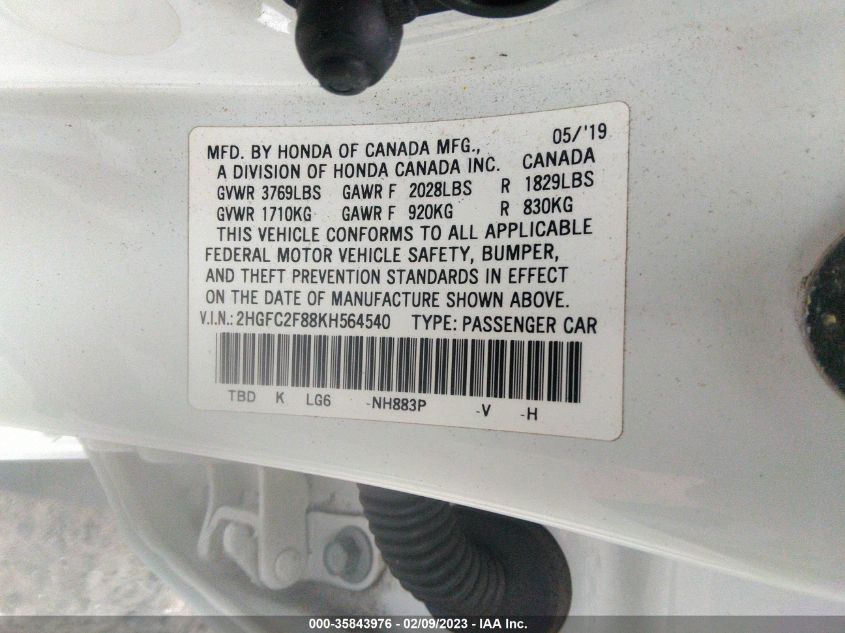 MFD. BY HONDA OF CANADA MFG., 05/'19
A DIVISION OF HONDA CANADA INC. CANADA
GVWR 3769LBS GAWR F 2028LBS R 1829LBS
GVWR 1710KG GAWR F 920KG R 830KG
THIS VEHICLE CONFORMS TO ALL APPLICABLE
FEDERAL MOTOR VEHICLE SAFETY, BUMPER,
AND THEFT PREVENTION STANDARDS IN EFFECT
ON THE DATE OF MANUFACTURE SHOWN ABOVE.
V.I.N.: 2HGFC2F88KH564540 TYPE: PASSENGER CAR
TBD K LG6 -NH883P -V -H
000-35843976 - 02/09/2023 - IAA Inc.